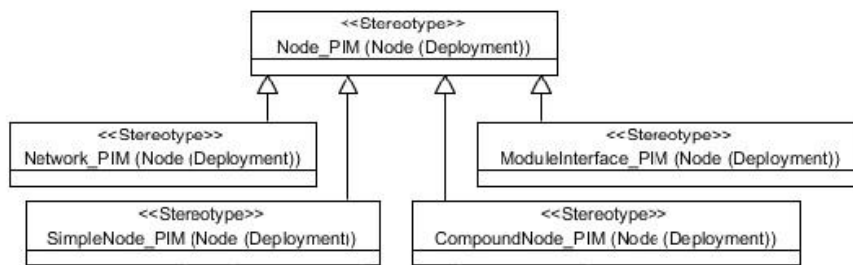 <<Stereotype>>
Node_PIM (Node (Deployment))
<<Stereotype>>
Network_PIM (Node (Deployment))
<<Stereotype>>
ModuleInterface_PIM (Node (Deployment))
<<Stereotype>>
SimpleNode_PIM (Node (Deployment))
<<Stereotype>>
CompoundNode_PIM (Node (Deployment))